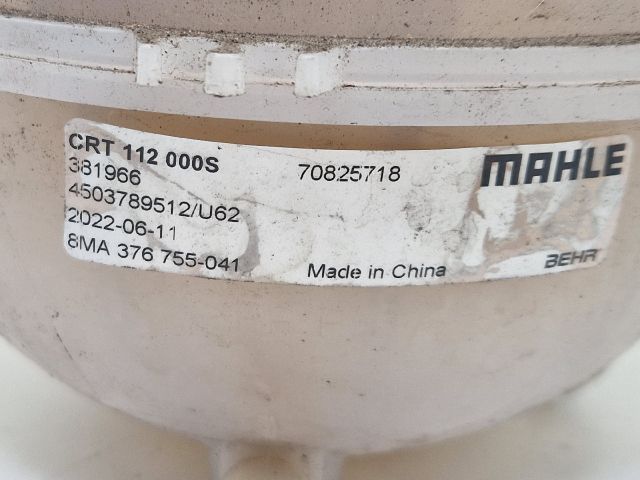 CRT 112 000S
381966
4503789512/U62
2022-06-11
8MA 376 755-041
70825718
Made in China
MAHLE
BEHR